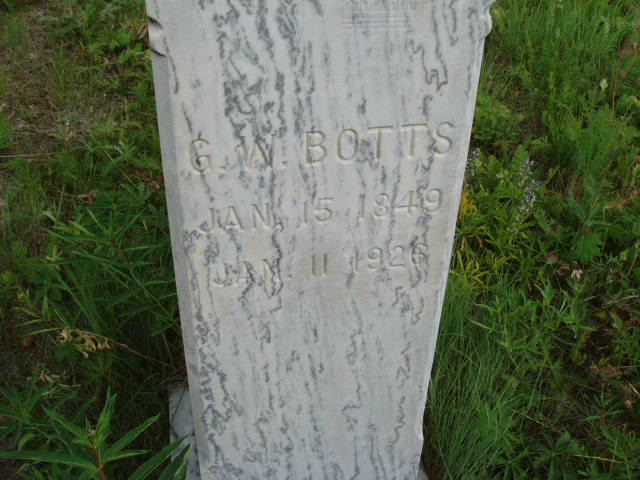 G. W. BOTTS
JAN. 15 1849
JAN. 11 1926